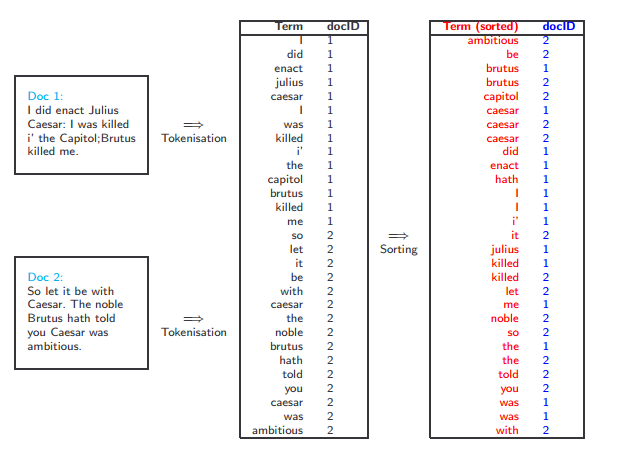 Doc 1:
I did enact Julius
Caesar: I was killed
i' the Capitol;Brutus
killed me.
⟹
Tokenisation
Doc 2:
So let it be with
Caesar. The noble
Brutus hath told
you Caesar was
ambitious.
⟹
Tokenisation
Term docID
I 1
did 1
enact 1
julius 1
caesar 1
I 1
was 1
killed 1
i' 1
the 1
capitol 1
brutus 1
killed 1
me 1
so 2
let 2
it 2
be 2
with 2
caesar 2
the 2
noble 2
brutus 2
hath 2
told 2
you 2
caesar 2
was 2
ambitious 2
⟹
Sorting
Term (sorted) docID
ambitious 2
be 2
brutus 1
brutus 2
capitol 2
caesar 1
caesar 2
caesar 2
did 1
enact 1
hath 1
I 1
I 1
i' 1
it 2
julius 1
killed 1
killed 2
let 2
me 1
noble 2
so 2
the 1
the 2
told 2
you 2
was 1
was 1
with 2